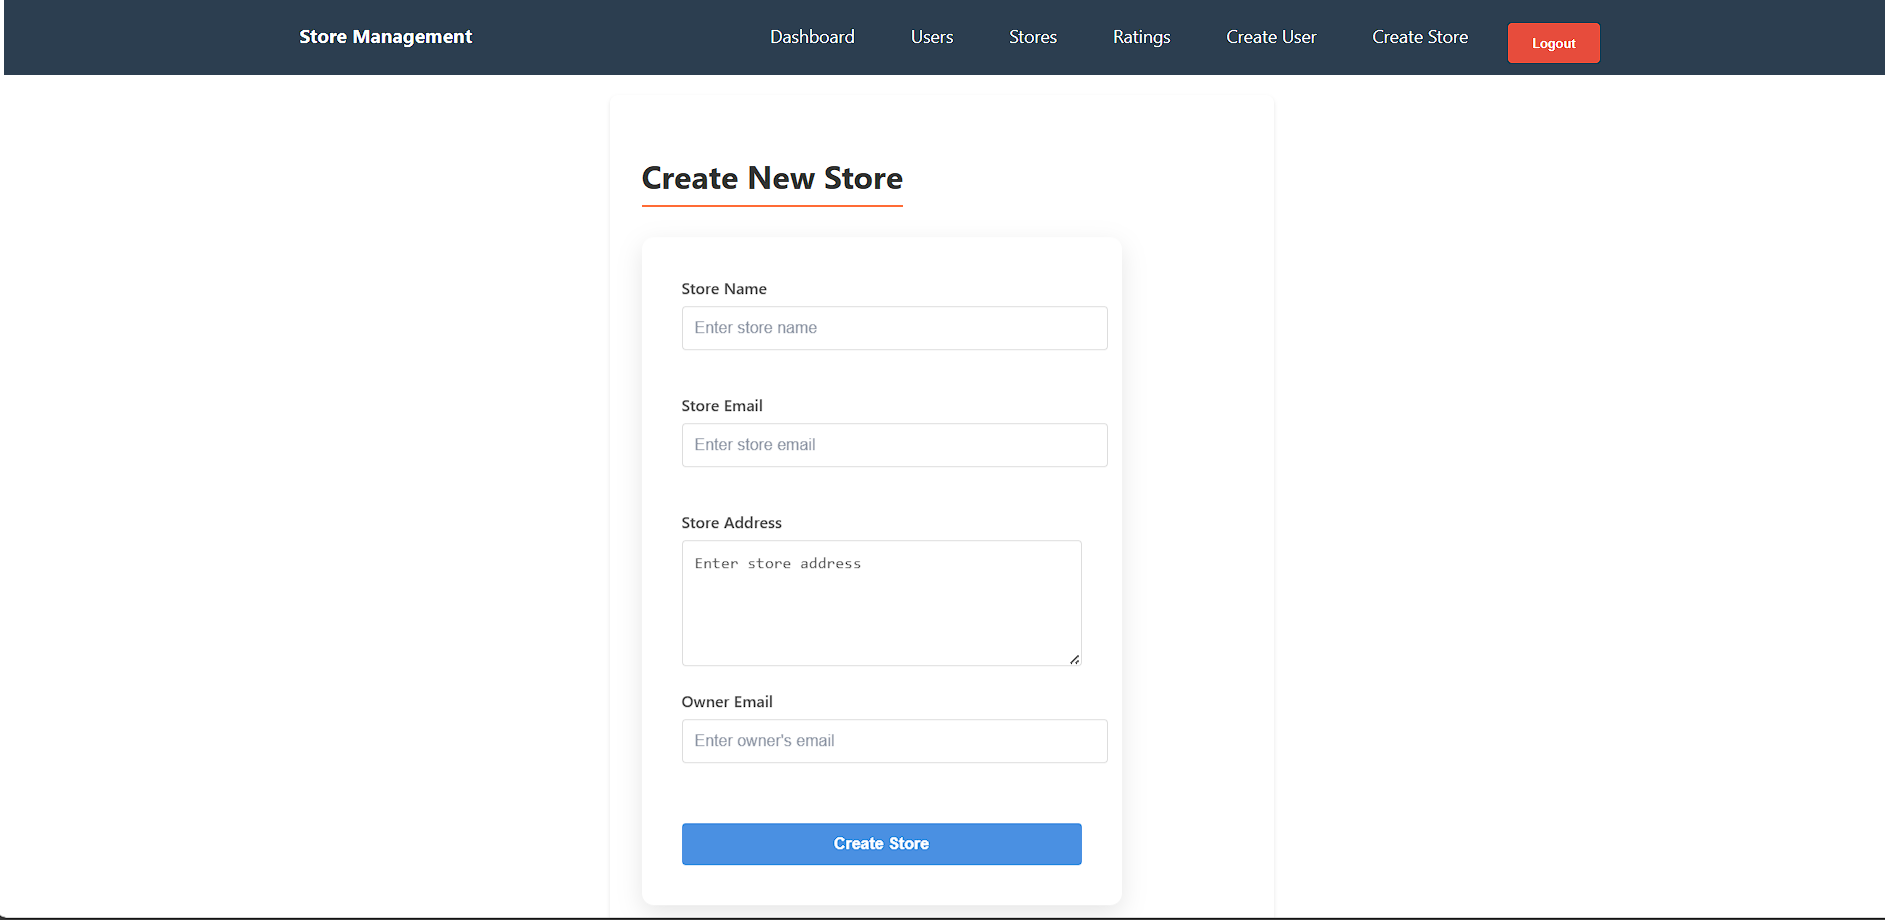 Store Management Dashboard Users Stores Ratings Create User Create Store Logout
Create New Store
Store Name
Enter store name
Store Email
Enter store email
Store Address
Enter store address
Owner Email
Enter owner's email
Create Store